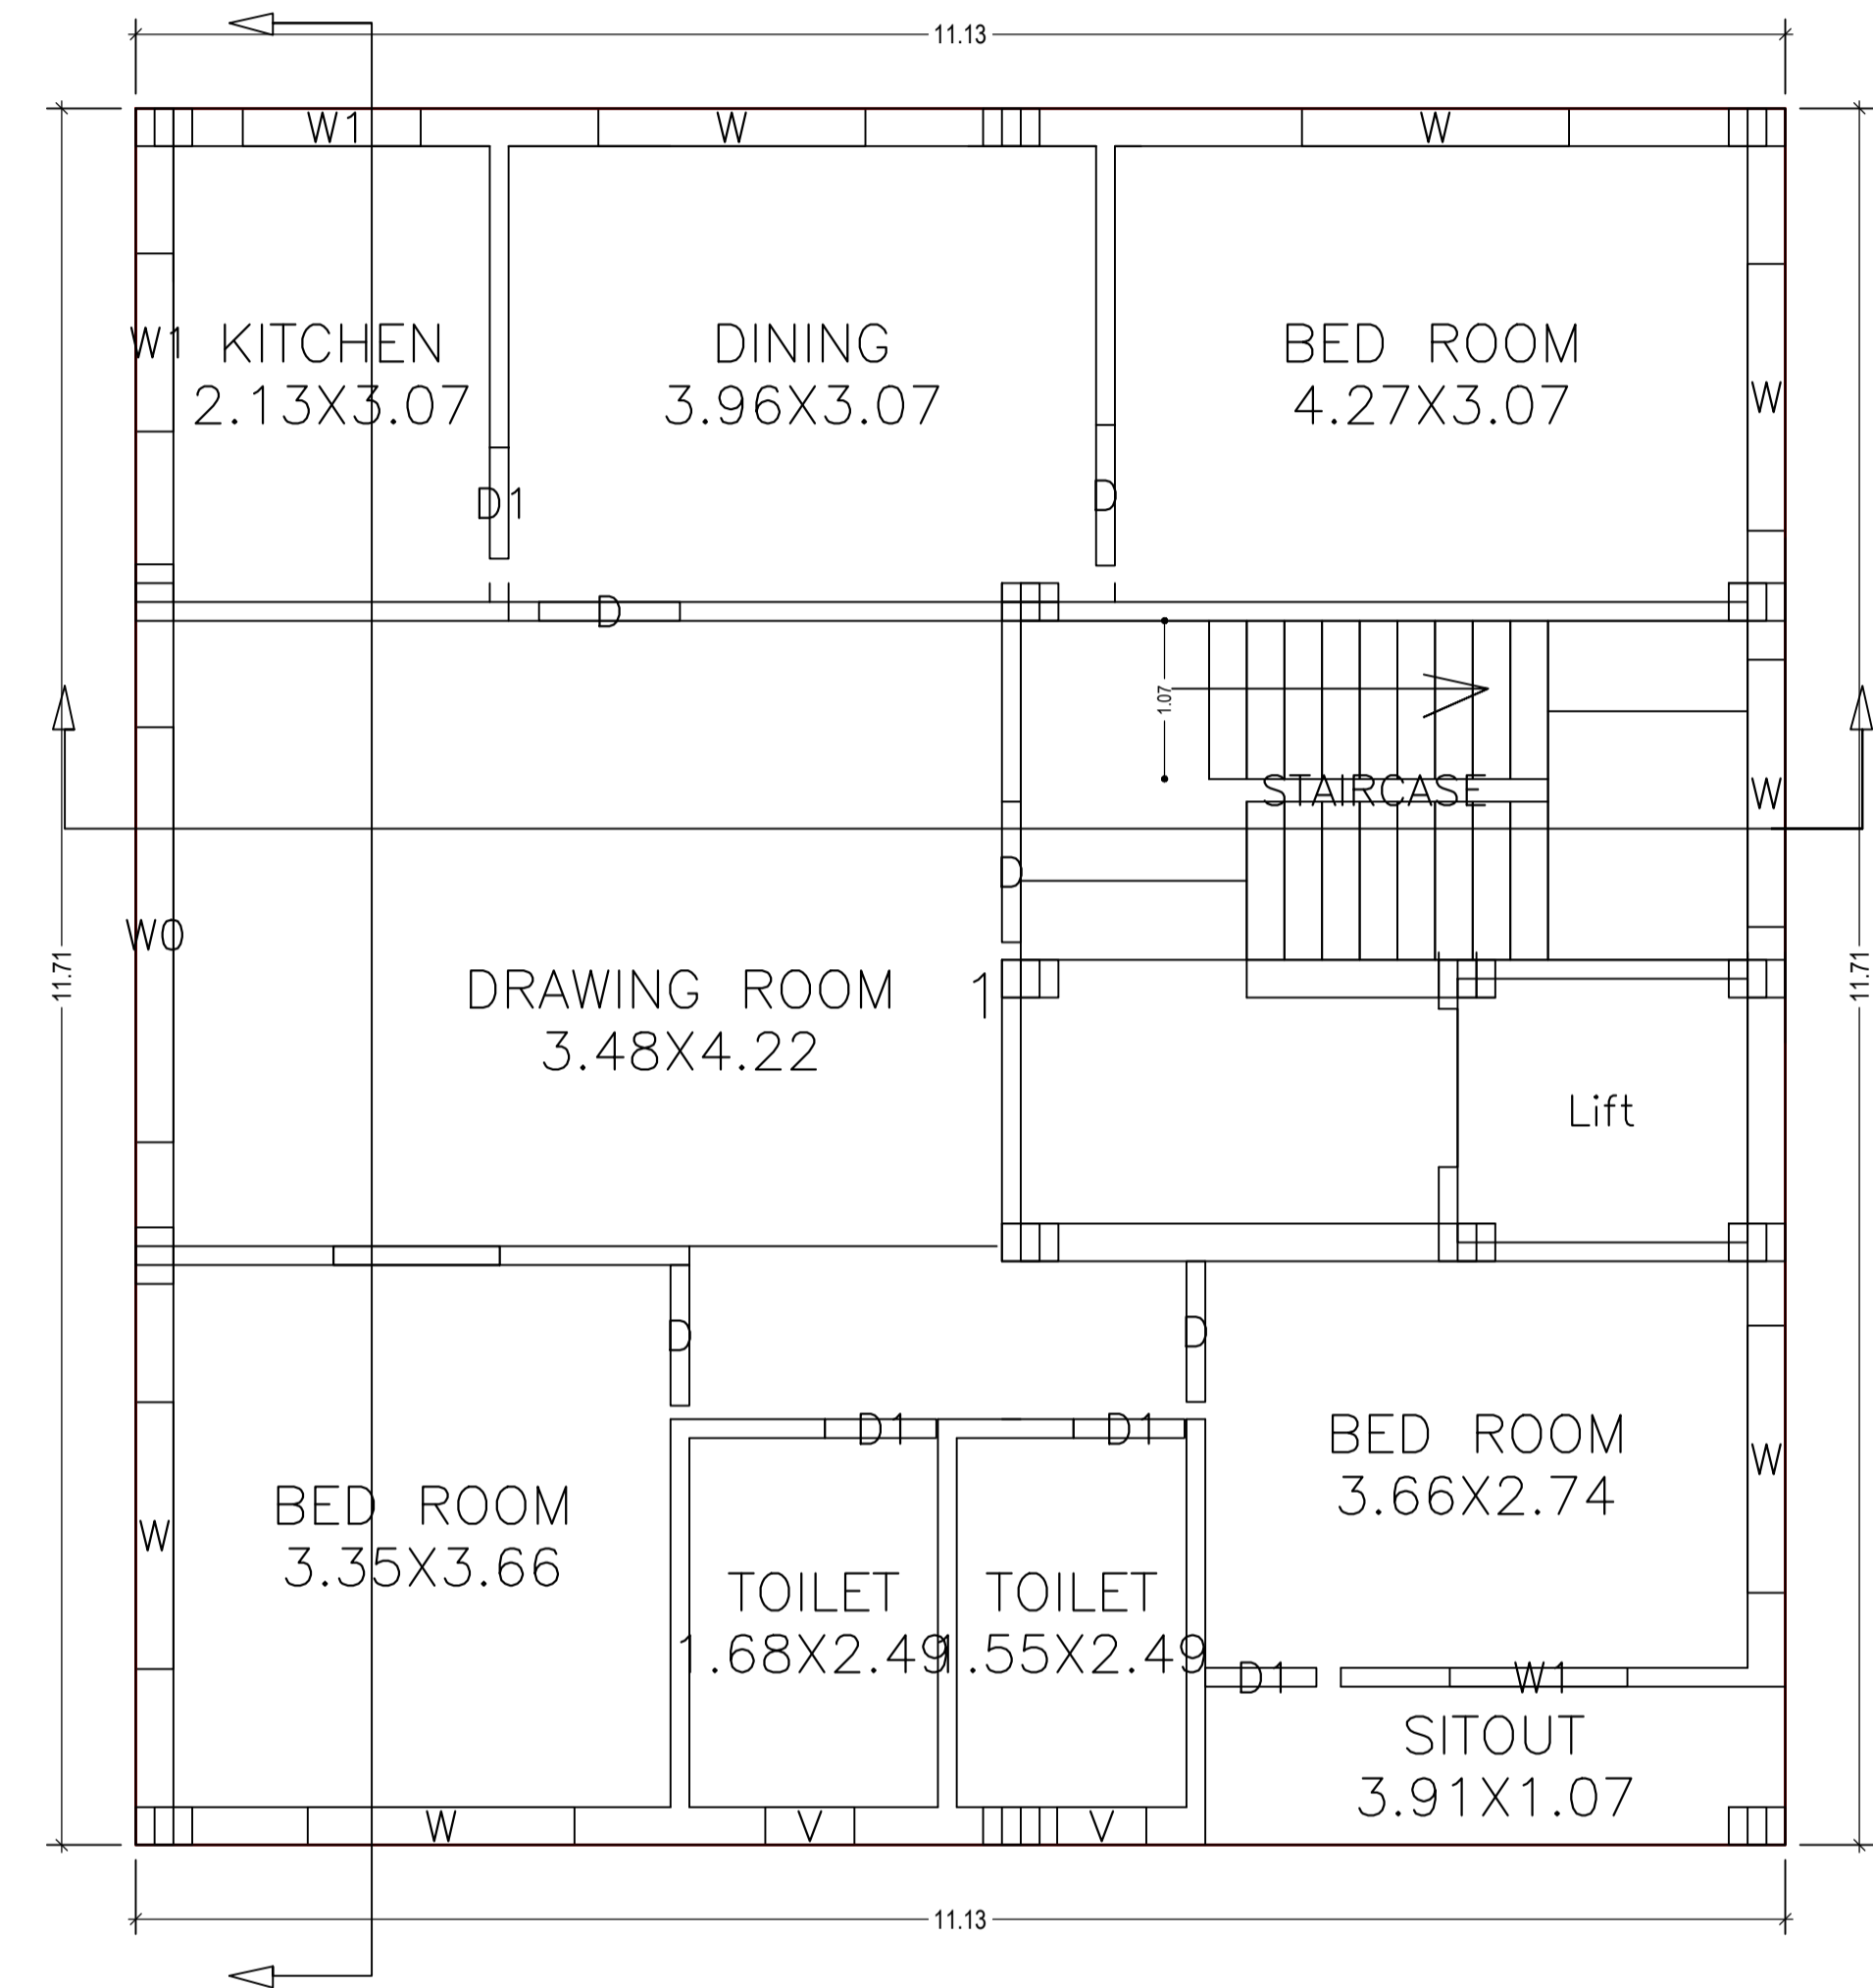 11.13
W1
W
W
W1
KITCHEN
2.13X3.07
DINING
3.96X3.07
BED ROOM
4.27X3.07
W
D1
D
D
1.07
STAIRCASE
W
D
W0
11.71
11.71
DRAWING ROOM
3.48X4.22
1
Lift
D
D
D1
D1
BED ROOM
3.66X2.74
W
BED ROOM
3.35X3.66
W
TOILET
1.68X2.49
TOILET
1.55X2.49
D1
W1
SITOUT
3.91X1.07
W
V
V
11.13